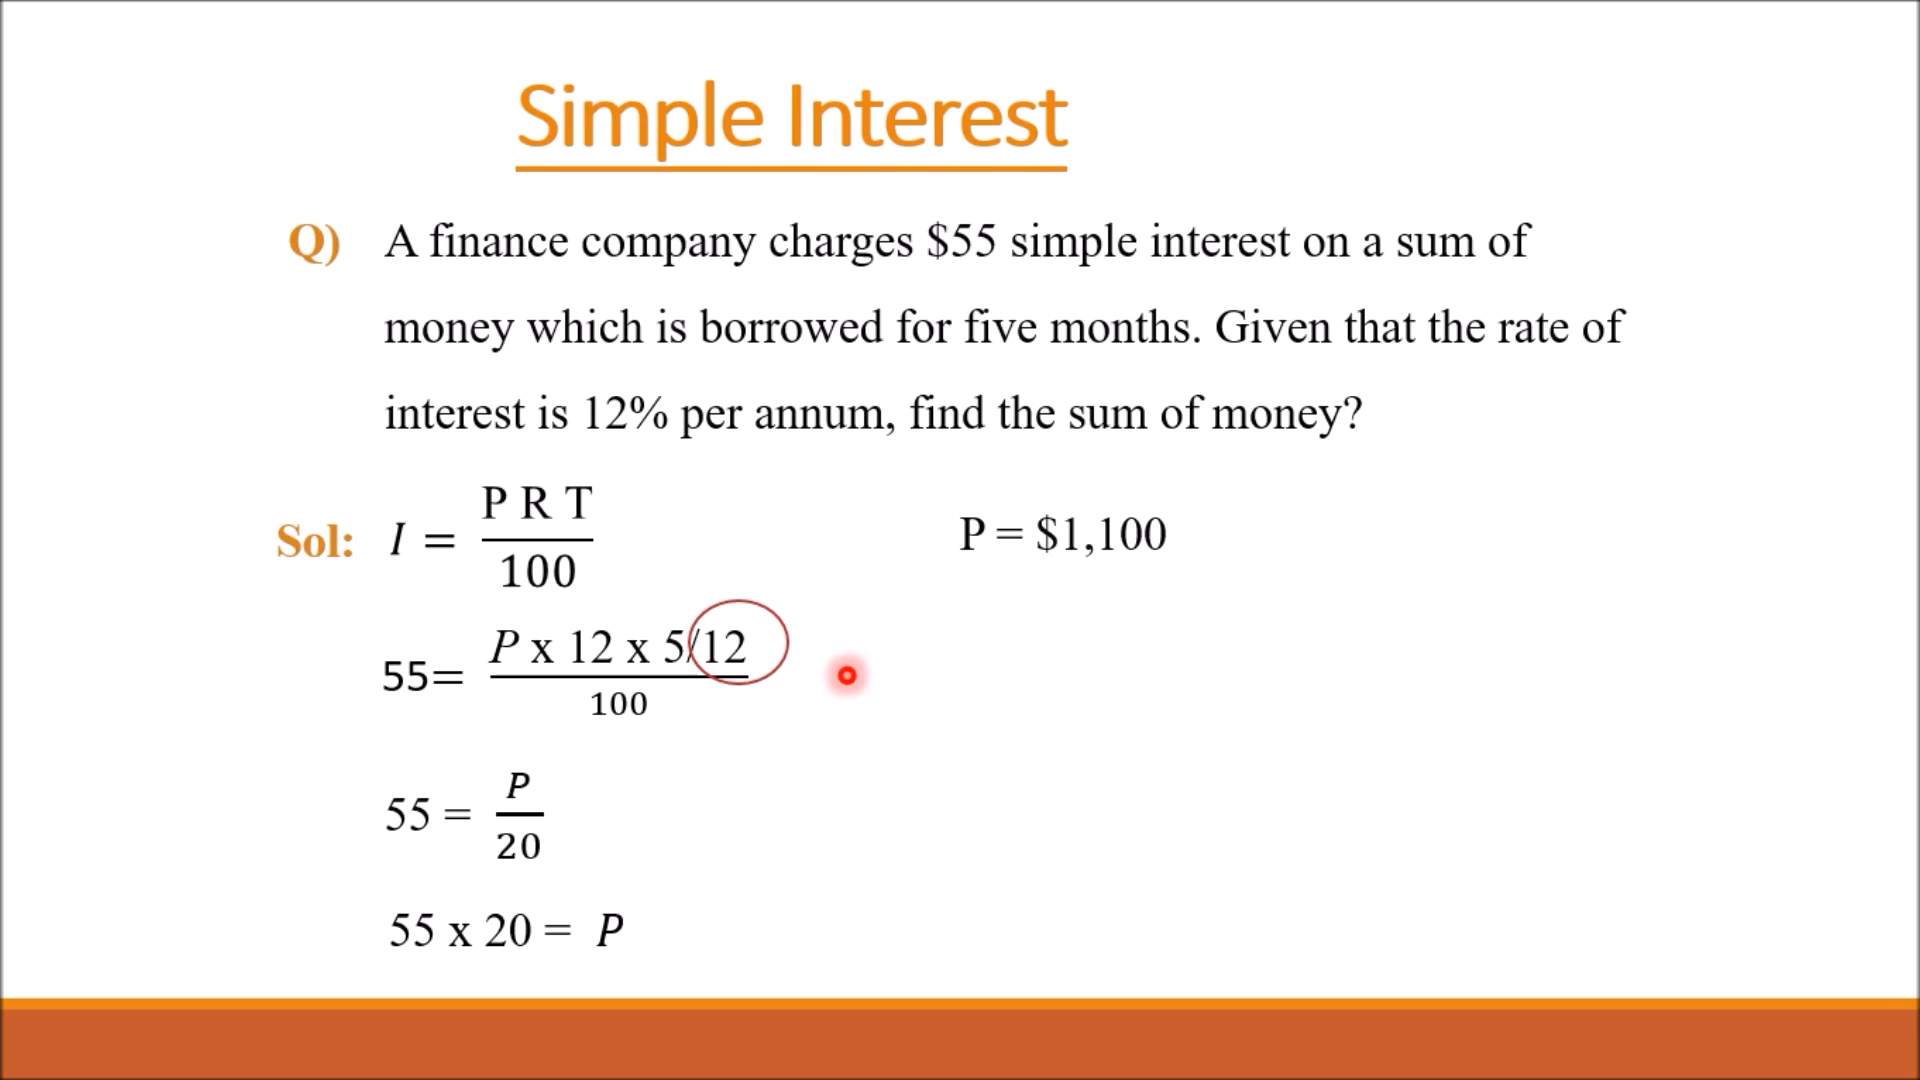 Simple Interest
Q) A finance company charges $55 simple interest on a sum of
money which is borrowed for five months. Given that the rate of
interest is 12% per annum, find the sum of money?
Sol: I = P R T / 100
P = $1,100
55= P x 12 x 5/12 / 100
55 = P / 20
55 x 20 = P